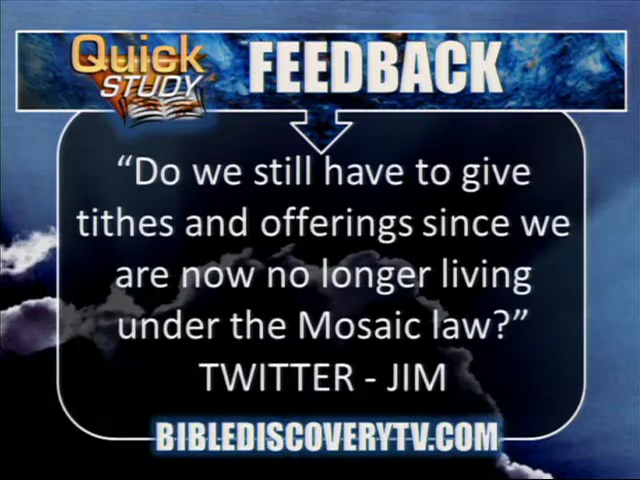 Quick
STUDY
FEEDBACK
“Do we still have to give
tithes and offerings since we
are now no longer living
under the Mosaic law?”
TWITTER - JIM
BIBLEDISCOVERYTV.COM